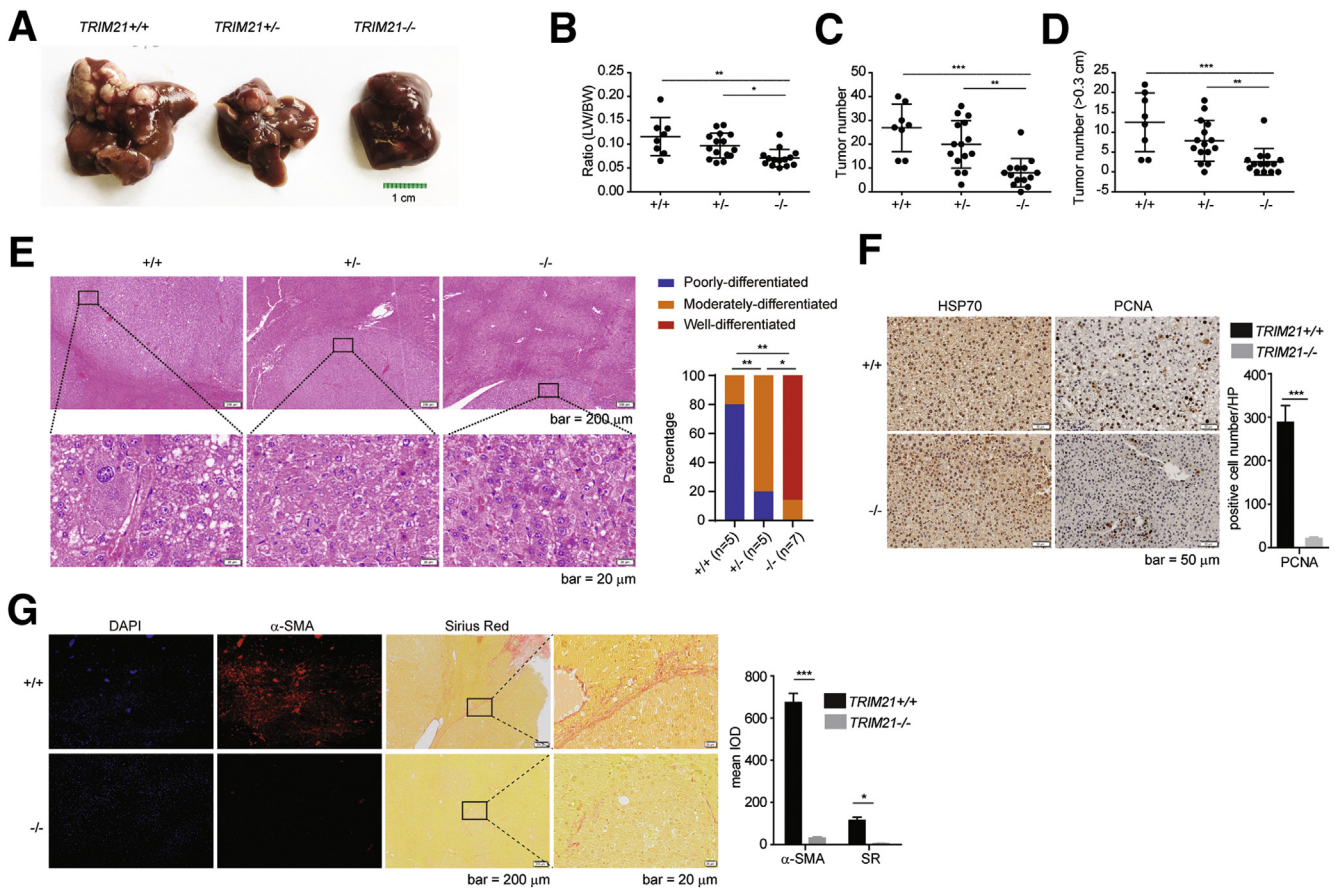 A
TRIM21+/+ TRIM21+/- TRIM21-/-
1 cm
B
Ratio (LW/BW)
0.25
0.20
0.15
0.10
0.05
0.00
+/+ +/- -/-
** *
C
Tumor number
50
40
30
20
10
0
+/+ +/- -/-
*** **
D
Tumor number (>0.3 cm)
25
20
15
10
5
0
-5
+/+ +/- -/-
*** **
E
+/+ +/- -/-
bar = 200 μm
bar = 20 μm
Poorly-differentiated
Moderately-differentiated
Well-differentiated
**
** *
Percentage
100
80
60
40
20
0
+/+ (n=5) +/- (n=5) -/- (n=7)
F
HSP70 PCNA
+/+
-/-
bar = 50 μm
TRIM21+/+
TRIM21-/-
positive cell number/HP
400
300
200
100
0
***
PCNA
G
DAPI α-SMA Sirius Red
+/+
-/-
bar = 200 μm bar = 20 μm
mean IOD
800
600
400
200
0
***
*
TRIM21+/+
TRIM21-/-
α-SMA SR